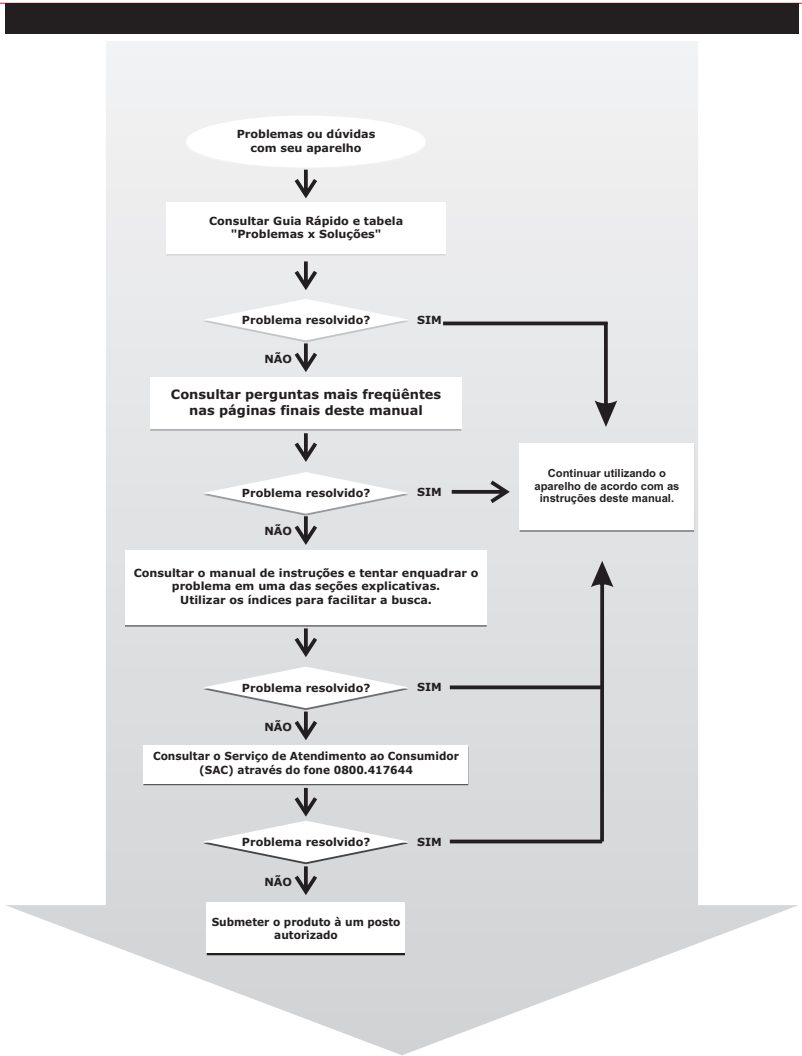 Problemas ou dúvidas
com seu aparelho
Consultar Guia Rápido e tabela
"Problemas x Soluções"
Problema resolvido?
SIM
NÃO
Consultar perguntas mais freqüêntes
nas páginas finais deste manual
Continuar utilizando o
aparelho de acordo com as
instruções deste manual.
Problema resolvido?
SIM
NÃO
Consultar o manual de instruções e tentar enquadrar o
problema em uma das seções explicativas.
Utilizar os índices para facilitar a busca.
Problema resolvido?
SIM
NÃO
Consultar o Serviço de Atendimento ao Consumidor
(SAC) através do fone 0800.417644
Problema resolvido?
SIM
NÃO
Submeter o produto à um posto
autorizado